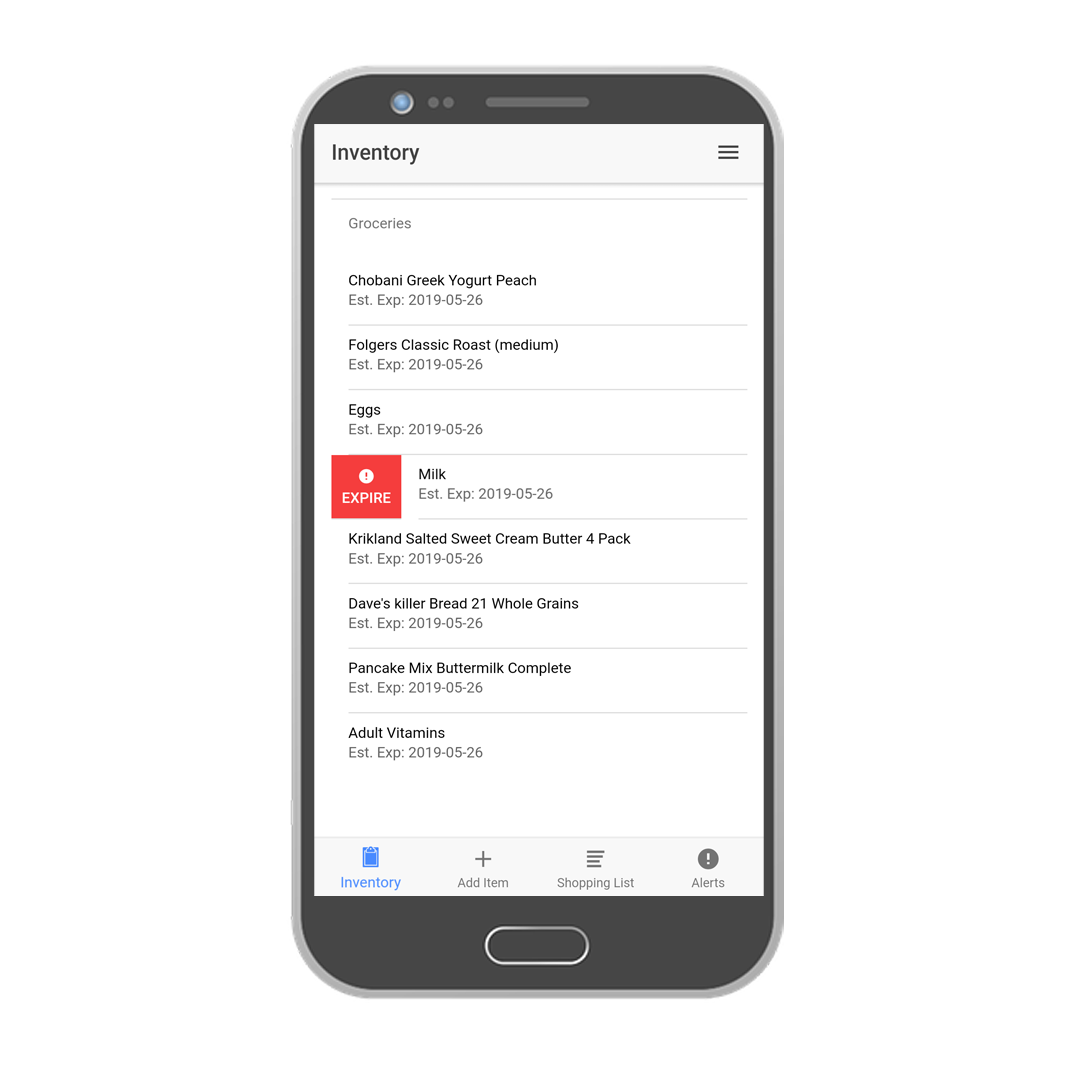 Inventory
Groceries
Chobani Greek Yogurt Peach
Est. Exp: 2019-05-26
Folgers Classic Roast (medium)
Est. Exp: 2019-05-26
Eggs
Est. Exp: 2019-05-26
EXPIRE
Milk
Est. Exp: 2019-05-26
Krikland Salted Sweet Cream Butter 4 Pack
Est. Exp: 2019-05-26
Dave's killer Bread 21 Whole Grains
Est. Exp: 2019-05-26
Pancake Mix Buttermilk Complete
Est. Exp: 2019-05-26
Adult Vitamins
Est. Exp: 2019-05-26
Inventory
Add Item
Shopping List
Alerts